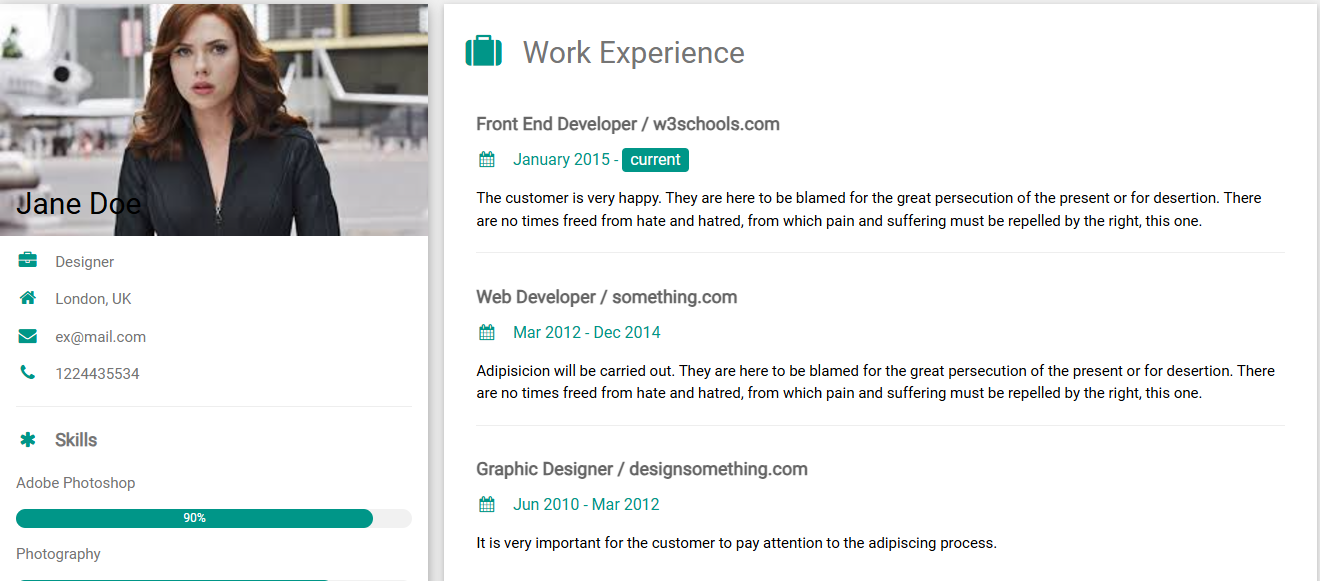 Jane Doe
Designer
London, UK
ex@mail.com
1224435534
Skills
Adobe Photoshop
90%
Photography
Work Experience
Front End Developer / w3schools.com
January 2015 - current
The customer is very happy. They are here to be blamed for the great persecution of the present or for desertion. There
are no times freed from hate and hatred, from which pain and suffering must be repelled by the right, this one.
Web Developer / something.com
Mar 2012 - Dec 2014
Adipisicion will be carried out. They are here to be blamed for the great persecution of the present or for desertion. There
are no times freed from hate and hatred, from which pain and suffering must be repelled by the right, this one.
Graphic Designer / designsomething.com
Jun 2010 - Mar 2012
It is very important for the customer to pay attention to the adipiscing process.